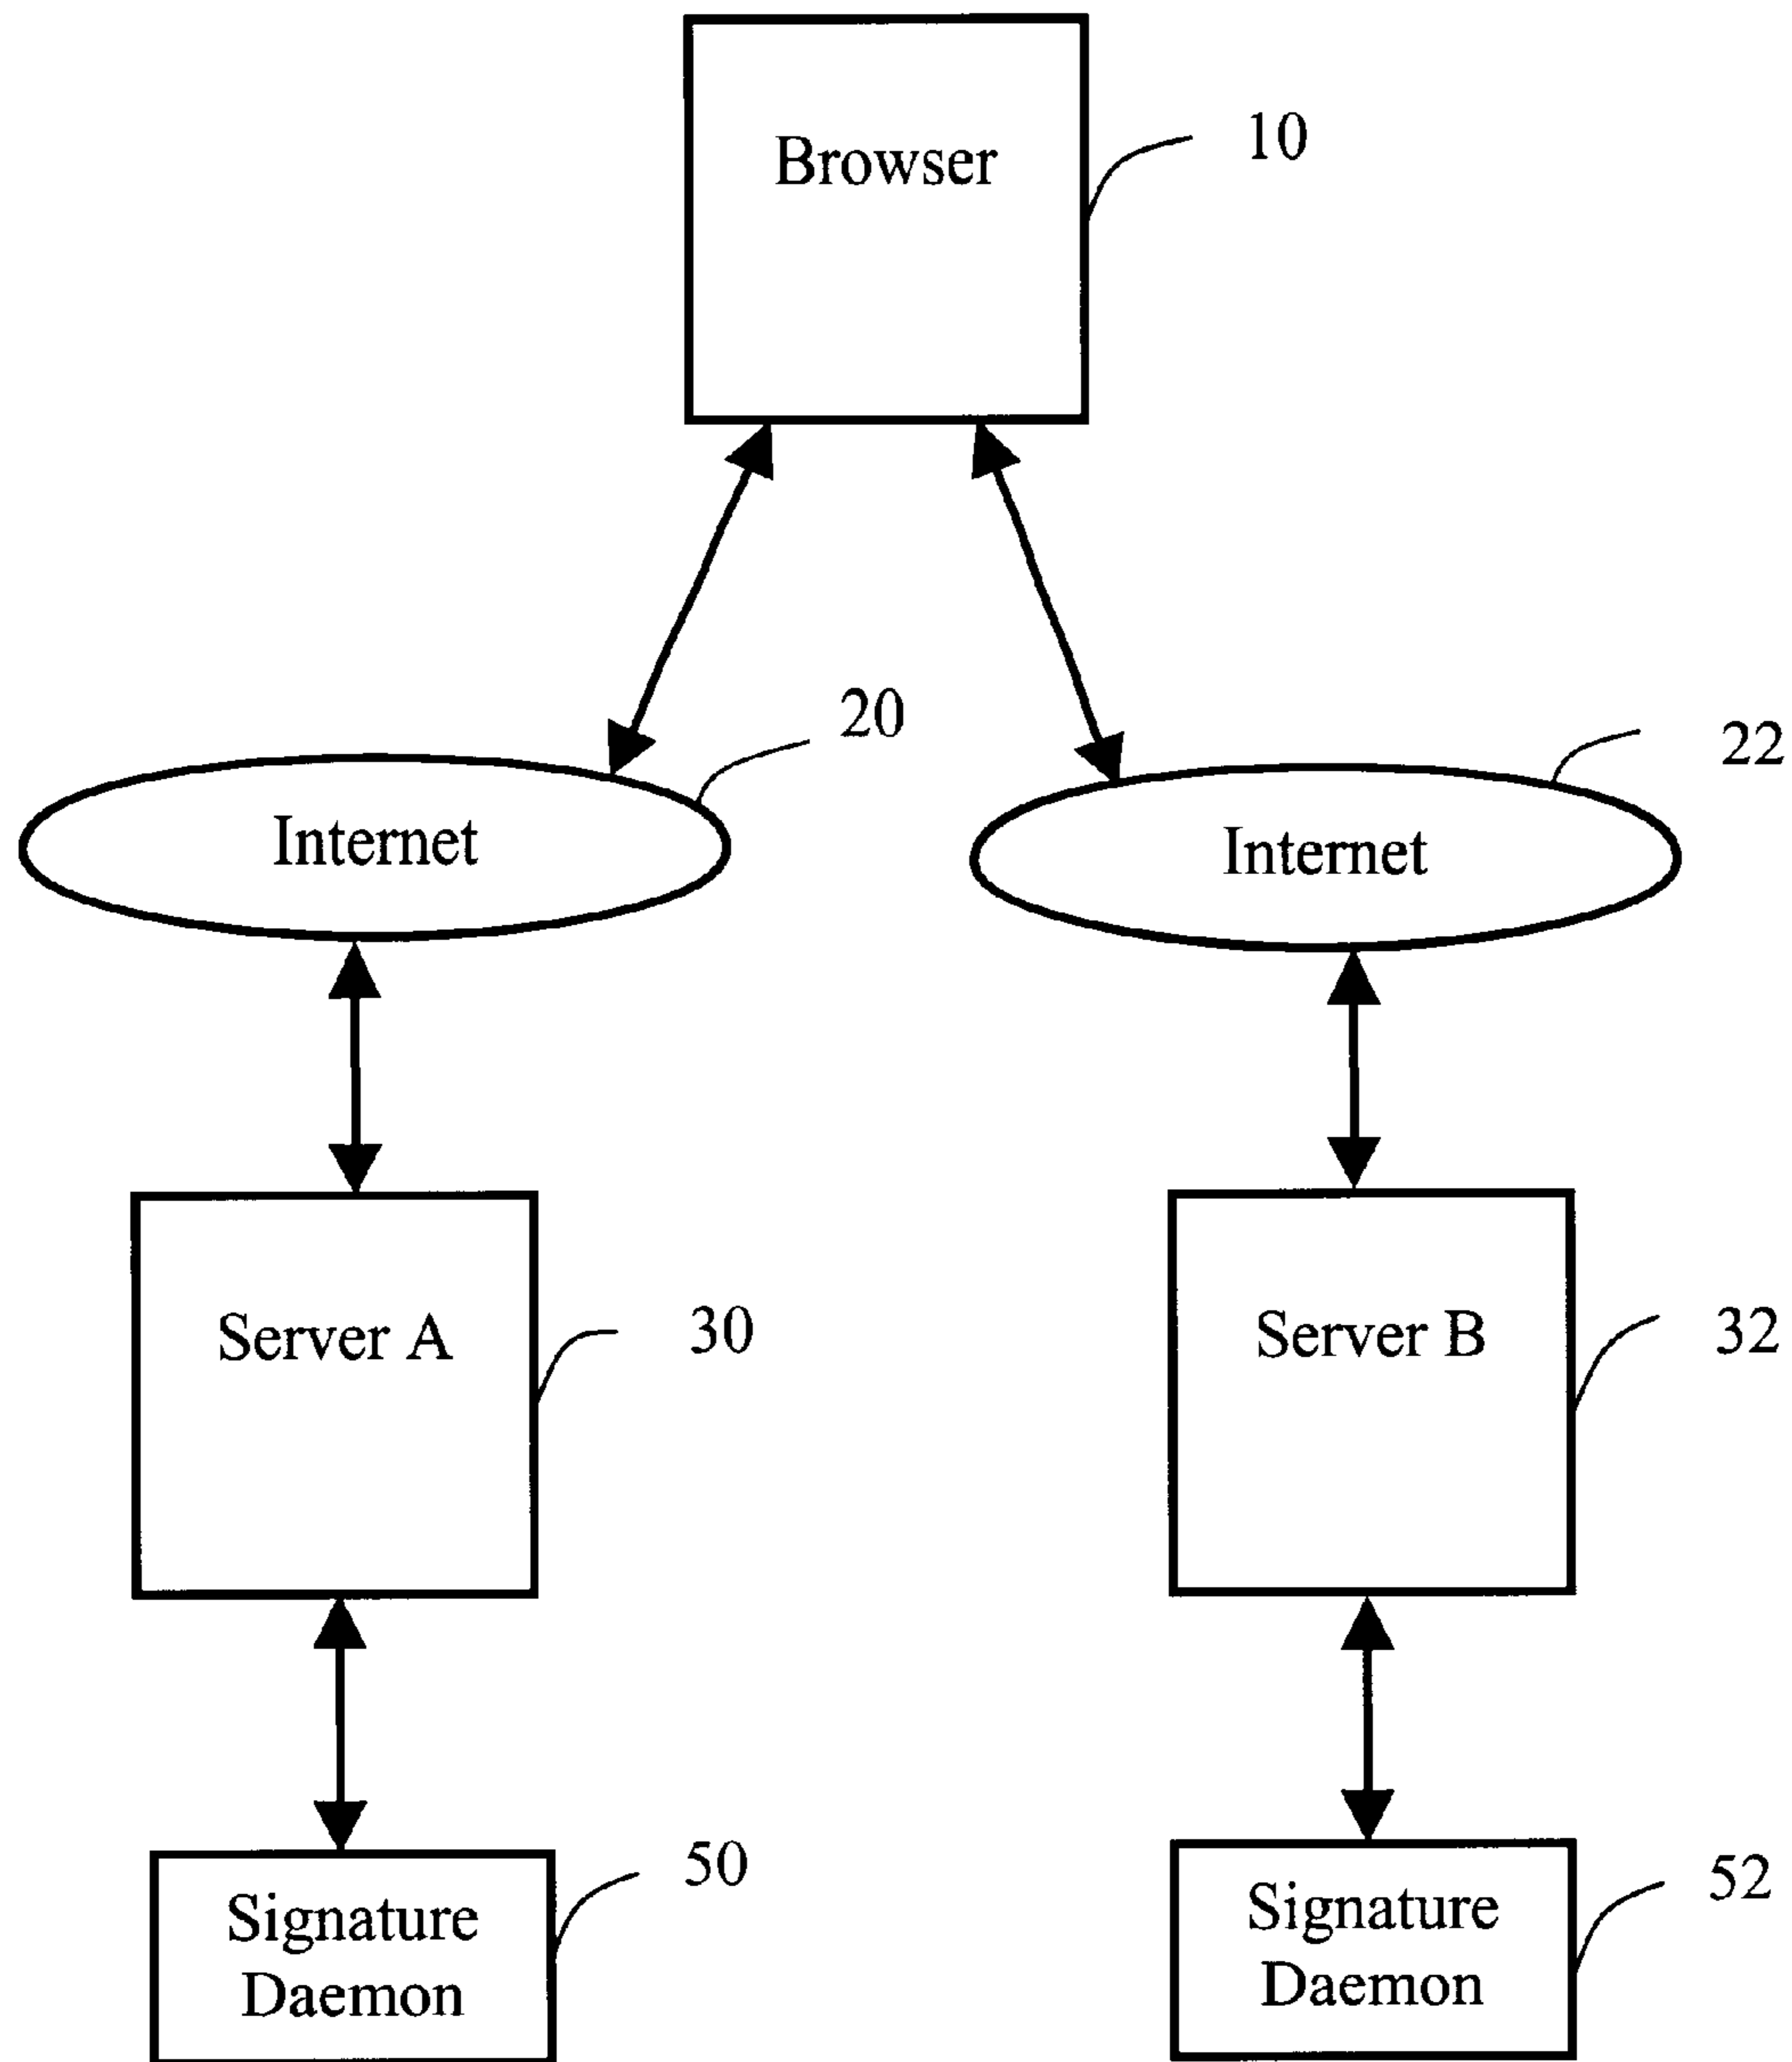 Browser
10
20
22
Internet
Internet
Server A
30
Server B
32
Signature
Daemon
50
Signature
Daemon
52